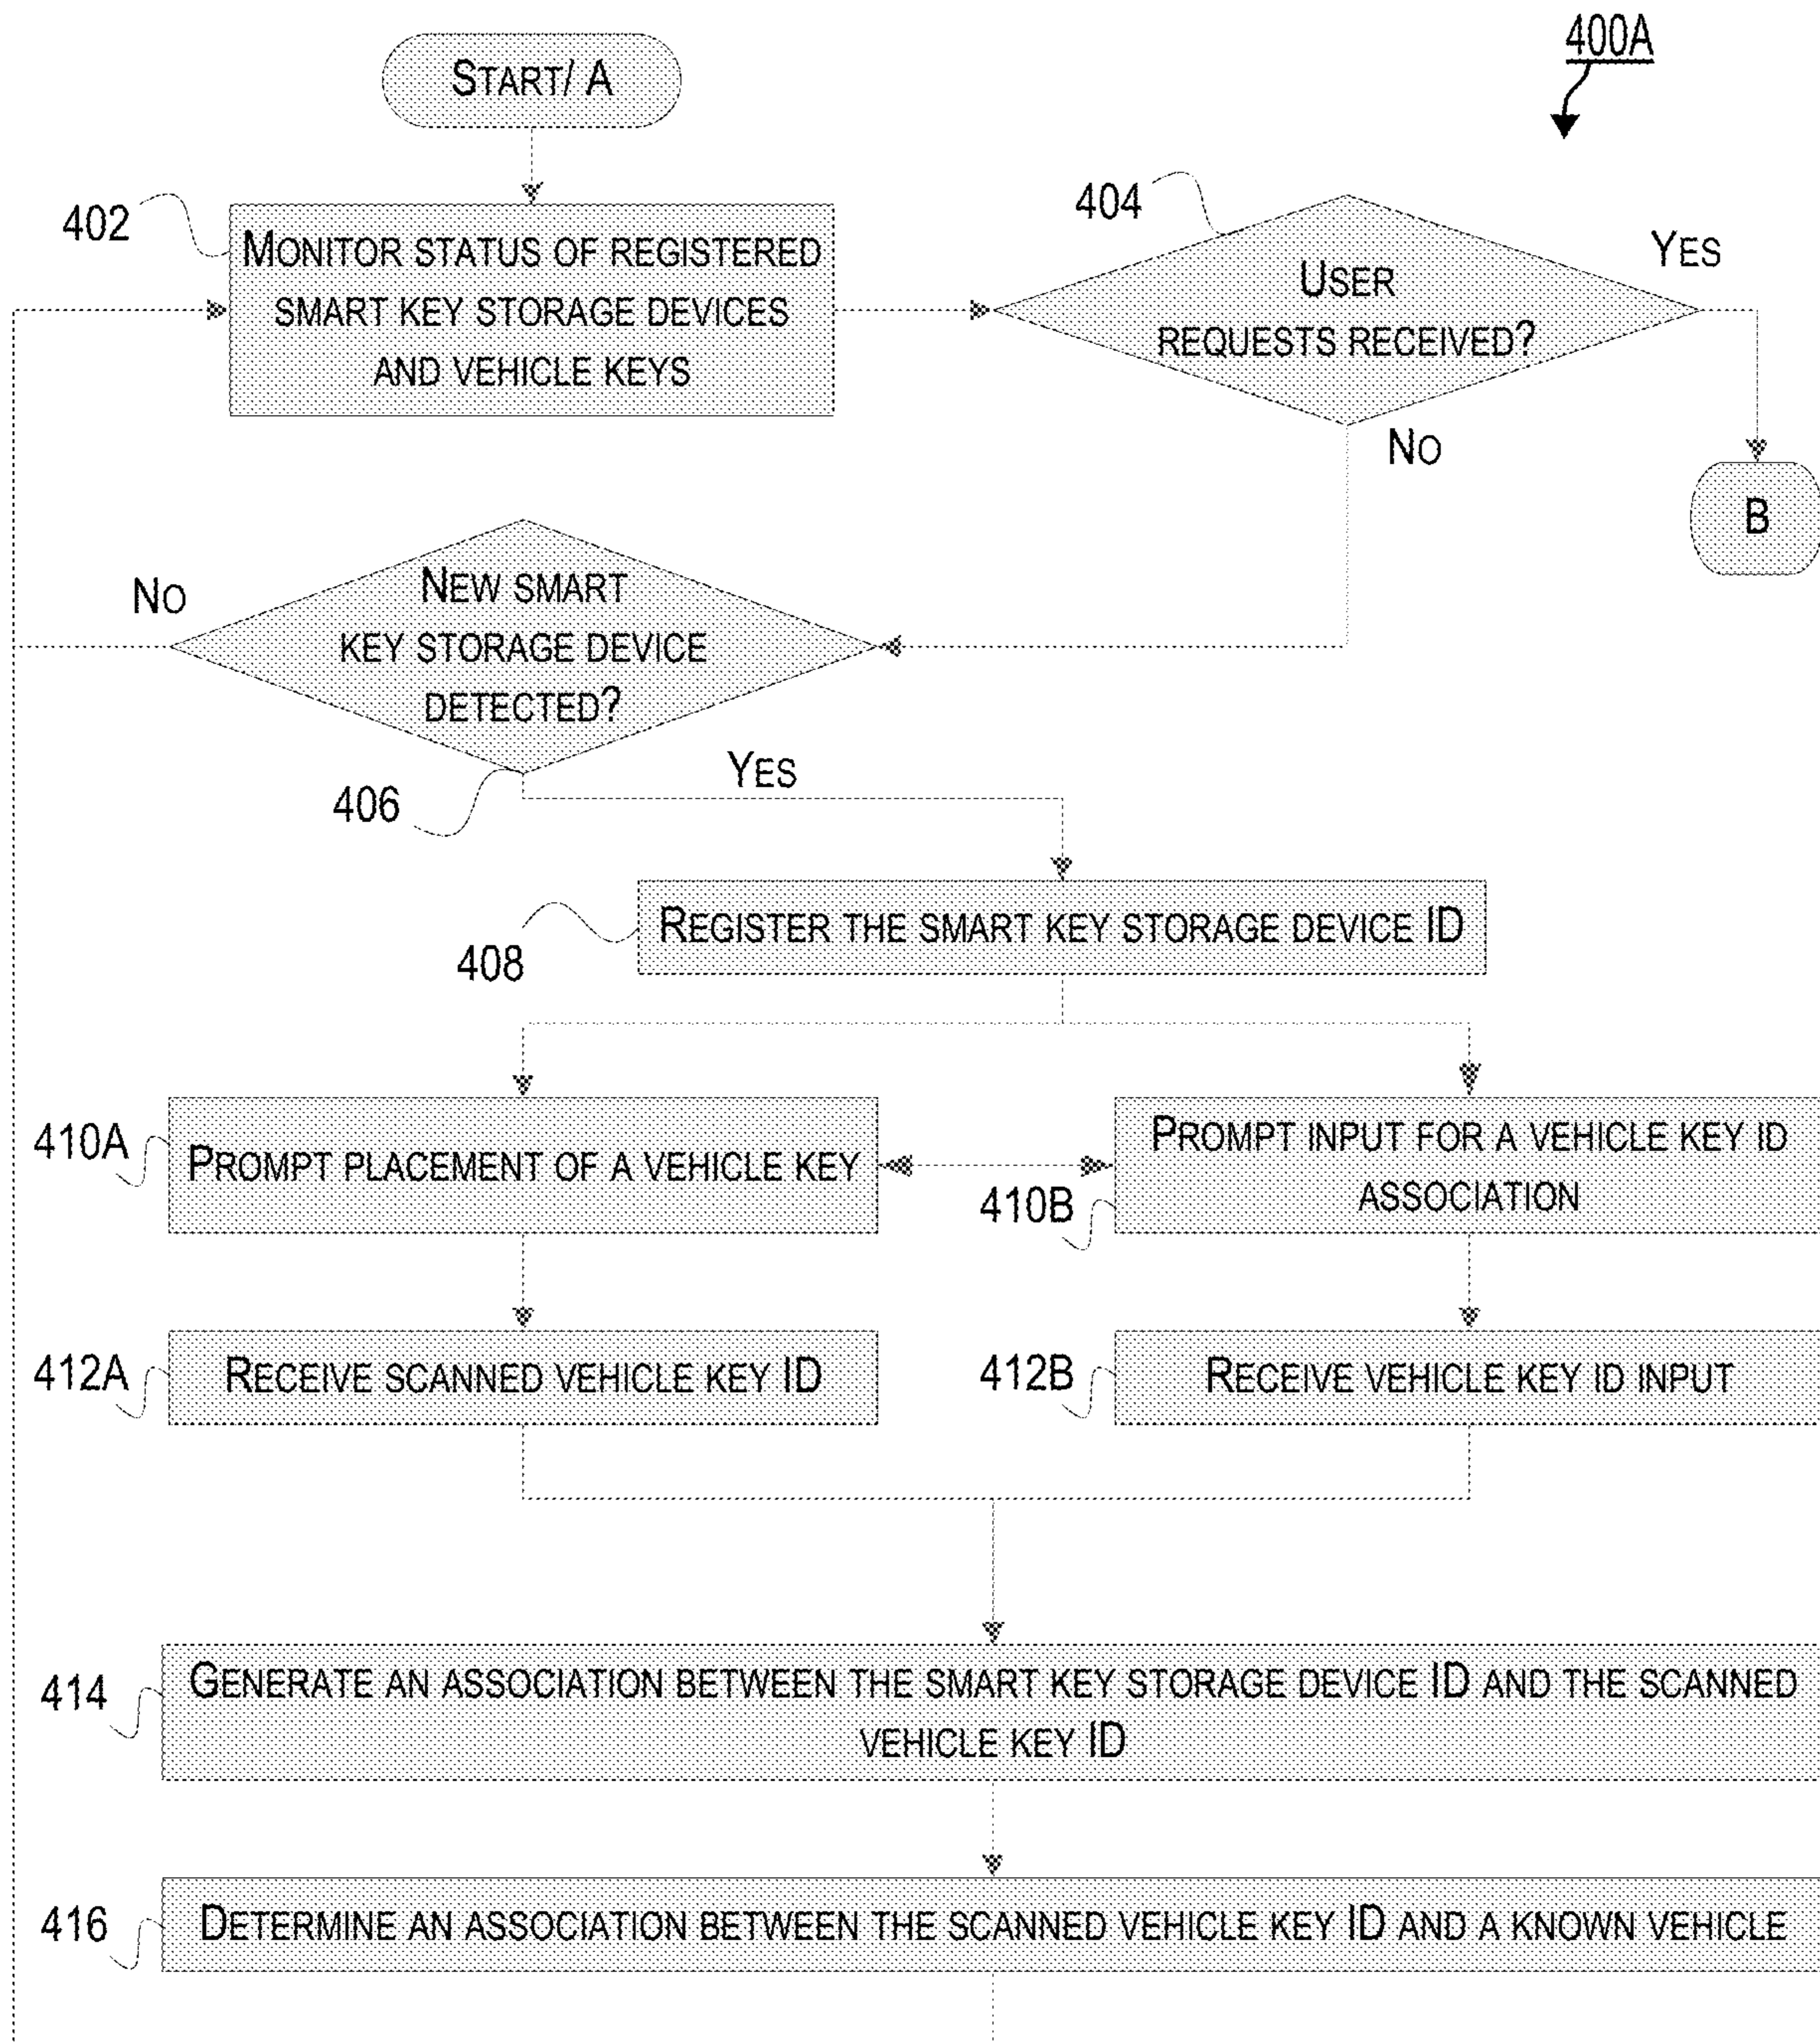 400A
START/ A
402
MONITOR STATUS OF REGISTERED
SMART KEY STORAGE DEVICES
AND VEHICLE KEYS
404
USER
REQUESTS RECEIVED?
YES
NO
B
NO
NEW SMART
KEY STORAGE DEVICE
DETECTED?
406
YES
408
REGISTER THE SMART KEY STORAGE DEVICE ID
410A
PROMPT PLACEMENT OF A VEHICLE KEY
410B
PROMPT INPUT FOR A VEHICLE KEY ID
ASSOCIATION
412A
RECEIVE SCANNED VEHICLE KEY ID
412B
RECEIVE VEHICLE KEY ID INPUT
414
GENERATE AN ASSOCIATION BETWEEN THE SMART KEY STORAGE DEVICE ID AND THE SCANNED
VEHICLE KEY ID
416
DETERMINE AN ASSOCIATION BETWEEN THE SCANNED VEHICLE KEY ID AND A KNOWN VEHICLE